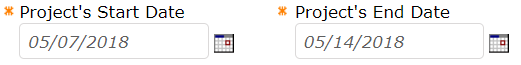 Project's Start Date Project's End Date
05/07/2018 05/14/2018